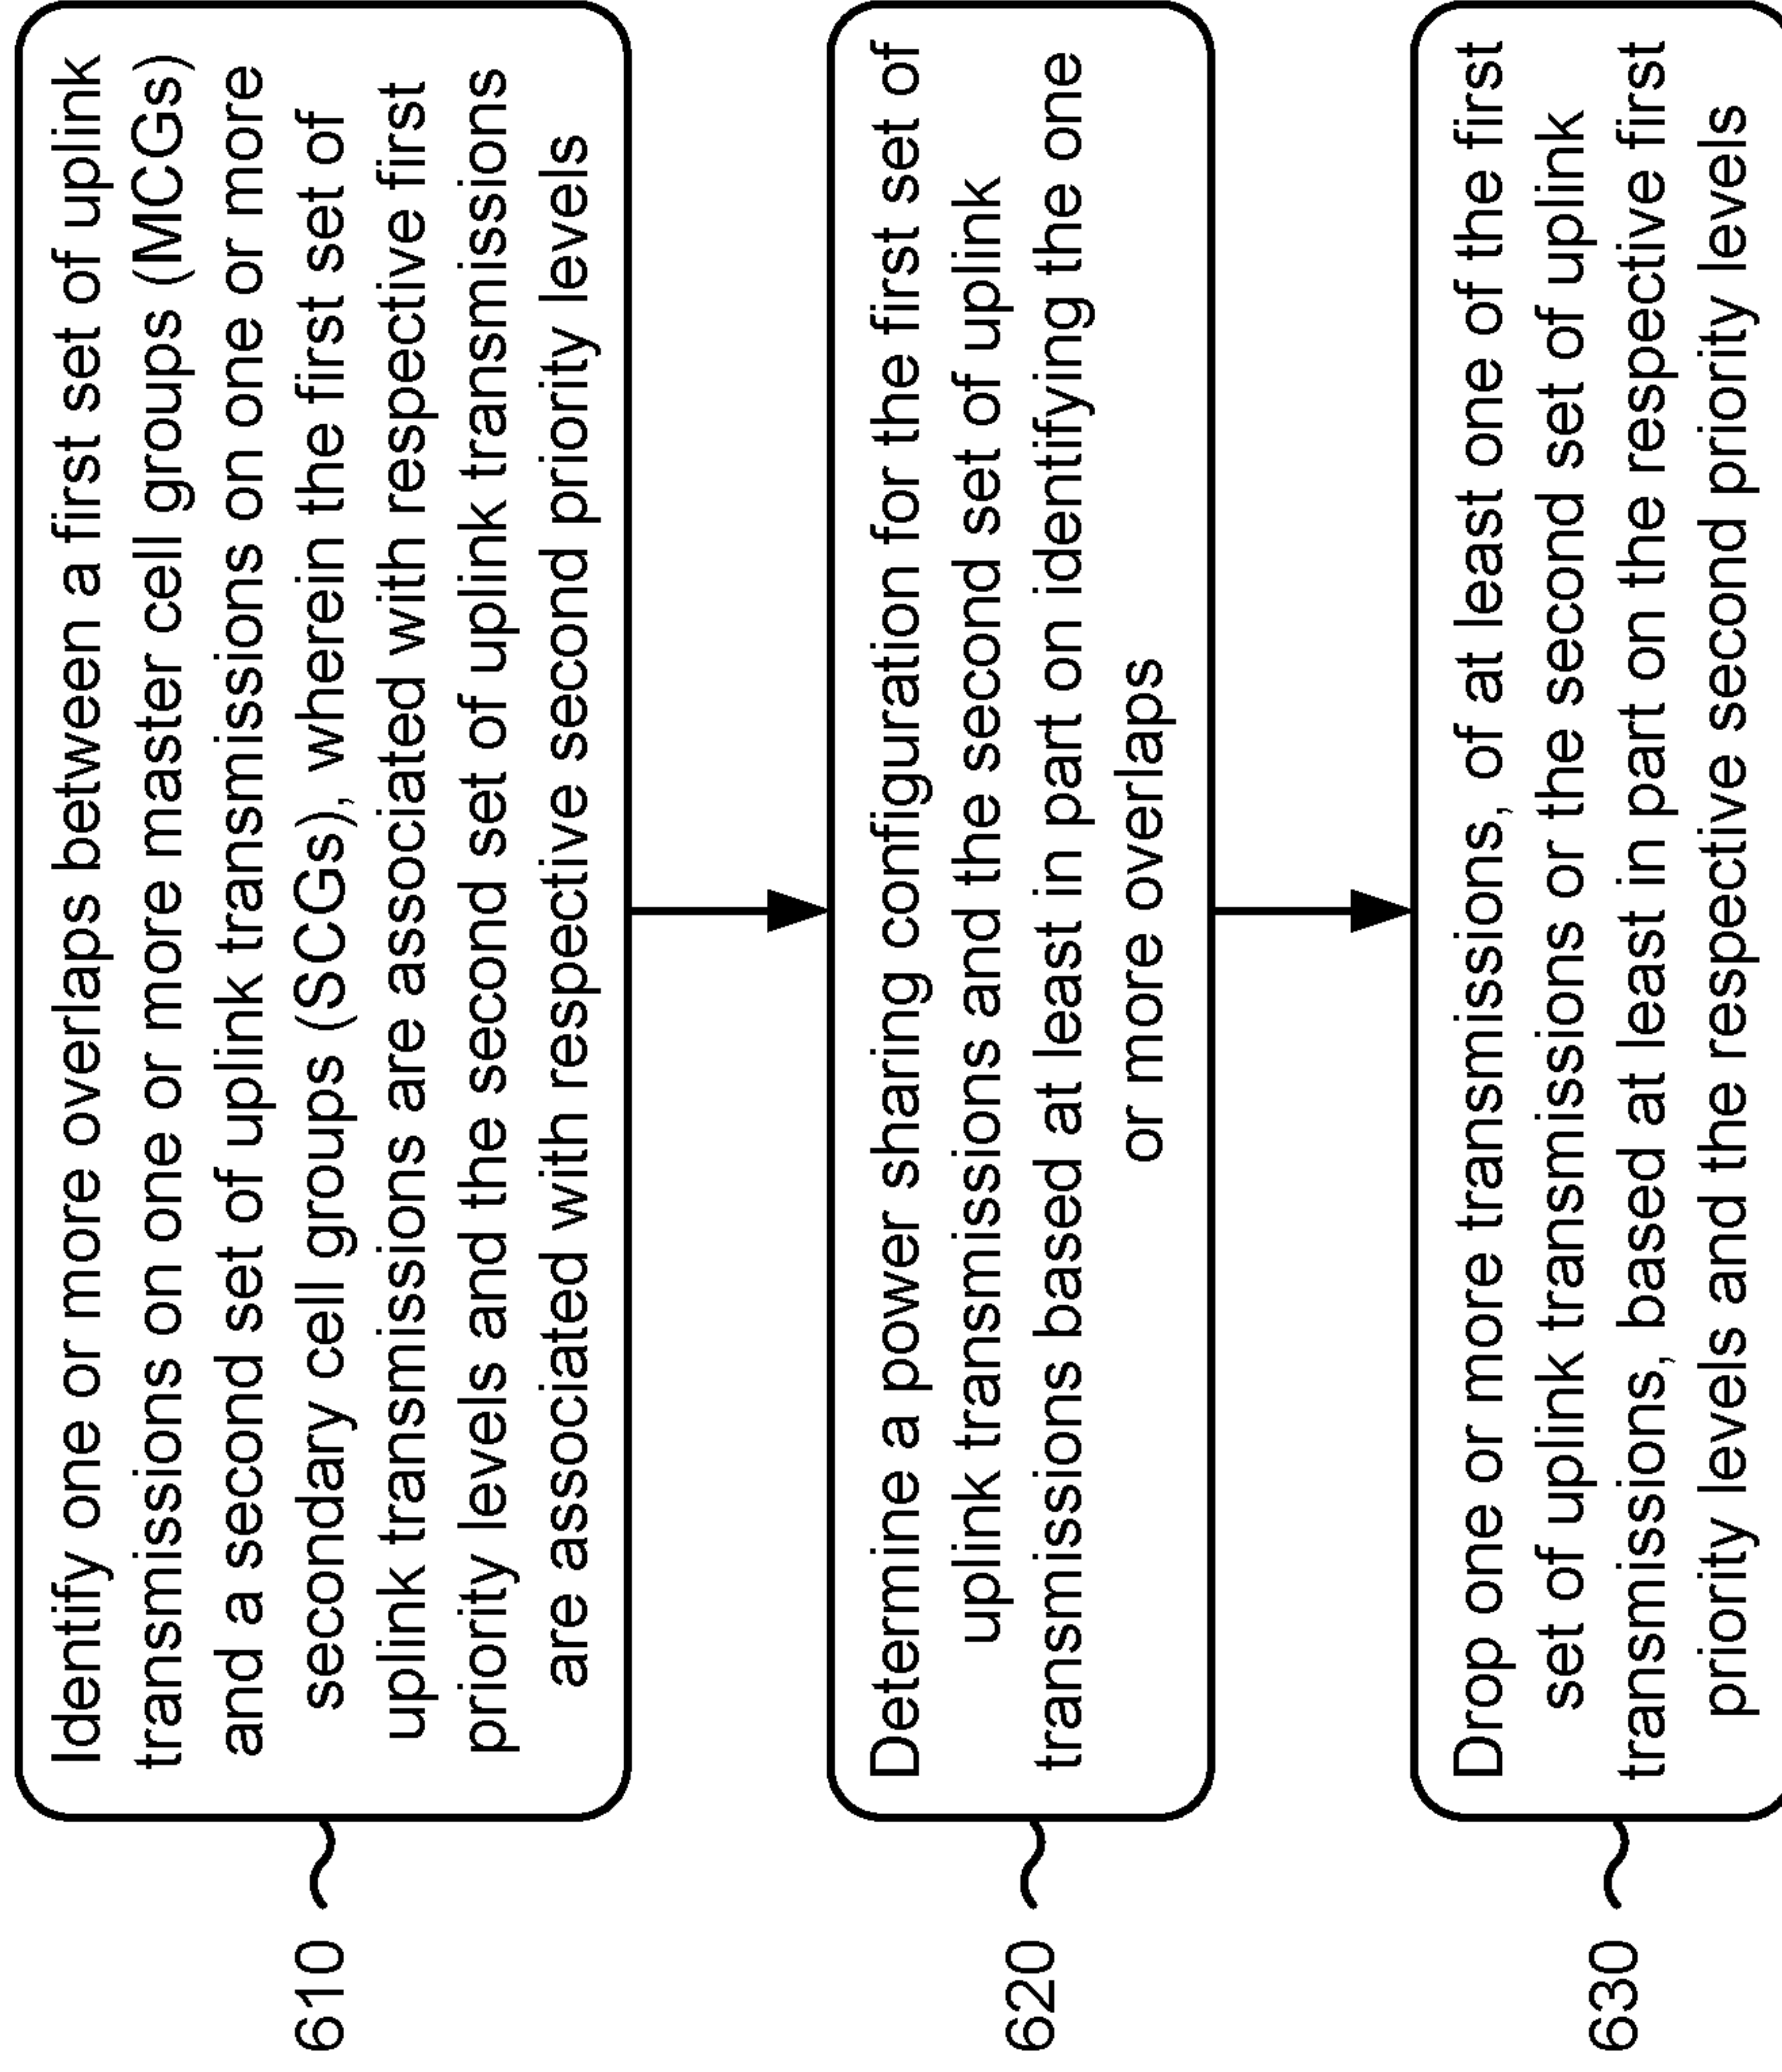 610
Identify one or more overlaps between a first set of uplink
transmissions on one or more master cell groups (MCGs)
and a second set of uplink transmissions on one or more
secondary cell groups (SCGs), wherein the first set of
uplink transmissions are associated with respective first
priority levels and the second set of uplink transmissions
are associated with respective second priority levels
620
Determine a power sharing configuration for the first set of
uplink transmissions and the second set of uplink
transmissions based at least in part on identifying the one
or more overlaps
630
Drop one or more transmissions, of at least one of the first
set of uplink transmissions or the second set of uplink
transmissions, based at least in part on the respective first
priority levels and the respective second priority levels